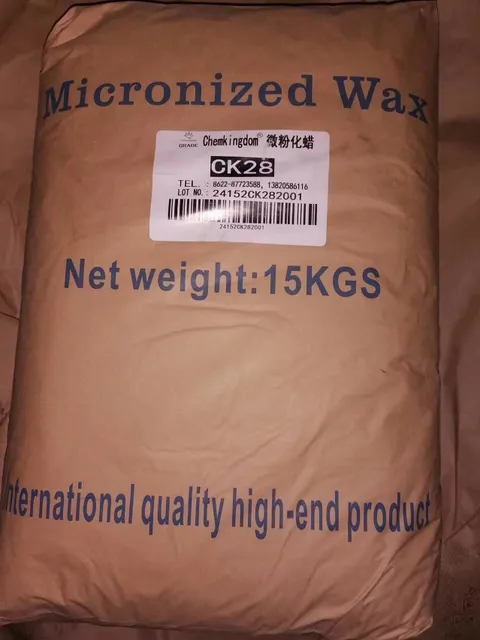 Micronized Wax
Chemkingdom® 微粉化蜡
CK28
TEL. : 8622-87723588, 13820586116
LOT NO.: 24152CK282001
24152CK282001
Net weight:15KGS
International quality high-end product